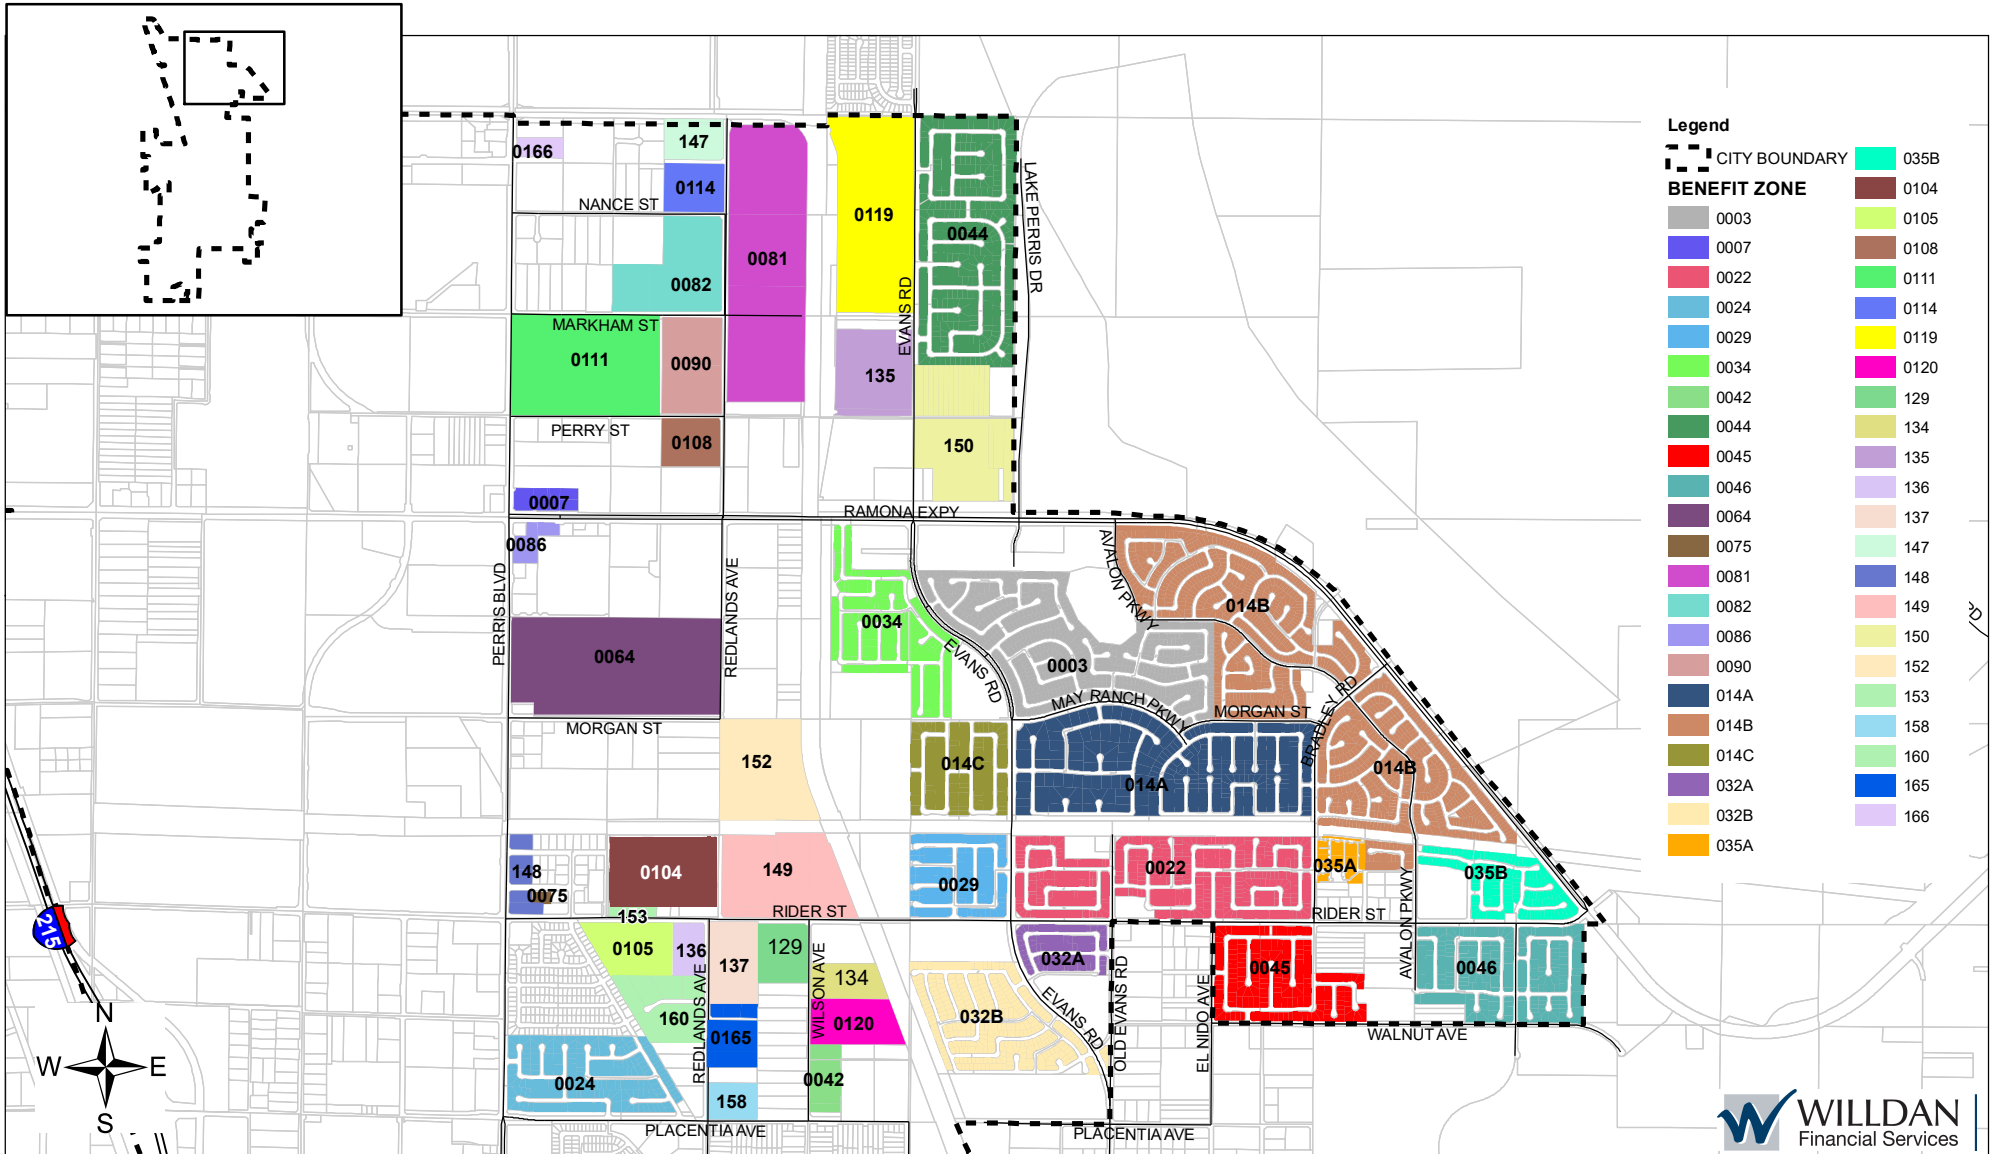 Legend
CITY BOUNDARY
BENEFIT ZONE
0003
0007
0022
0024
0029
0034
0042
0044
0045
0046
0064
0075
0081
0082
0086
0090
014A
014B
014C
032A
032B
035A
035B
0104
0105
0108
0111
0114
0119
0120
129
134
135
136
137
147
148
149
150
152
153
158
160
165
166
0166
147
0114
NANCE ST
0119
0044
LAKE PERRIS DR
0081
0082
EVANS RD
MARKHAM ST
0111
0090
135
PERRY ST
0108
150
0007
RAMONA EXPY
0086
PERRIS BLVD
REDLANDS AVE
AVALON PKWY
014B
0034
EVANS RD
0003
0064
MAY RANCH PKWY
MORGAN ST
BRADLEY RD
MORGAN ST
152
014C
014A
014B
148
0075
0104
149
0029
0022
035A
035B
AVALON PKWY
153
RIDER ST
RIDER ST
215
0105
136
137
129
WILSON AVE
134
032A
OLD EVANS RD
EL NIDO AVE
0045
0046
160
REDLANDS AVE
0165
0120
032B
EVANS RD
WALNUT AVE
0024
0042
158
PLACENTIA AVE
PLACENTIA AVE
N
W
E
S
WILLDAN
Financial Services